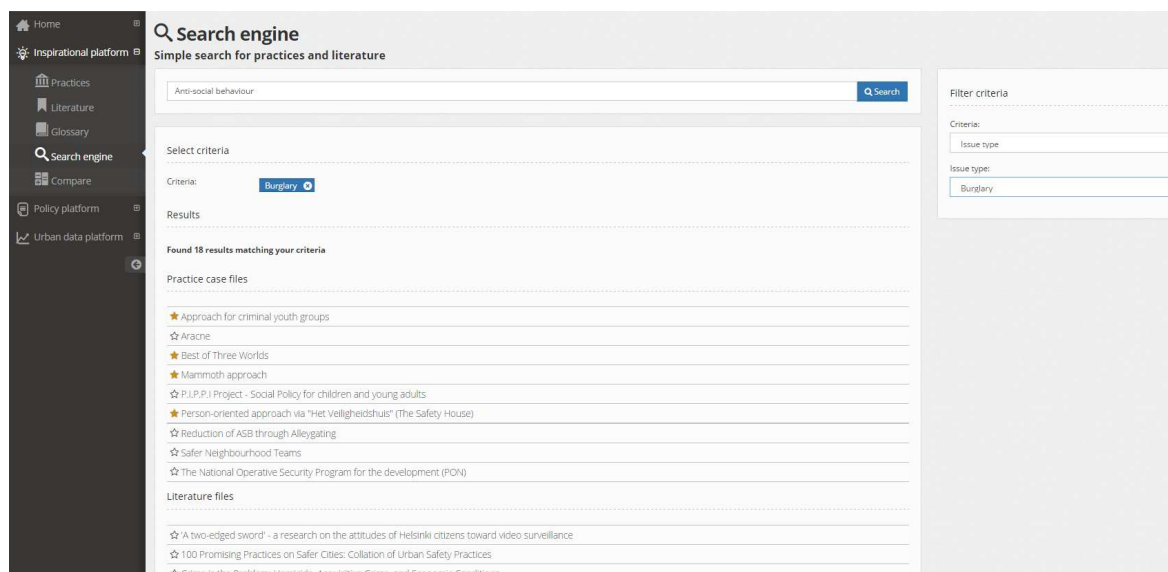 Home
Inspirational platform
Practices
Literature
Glossary
Search engine
Compare
Policy platform
Urban data platform
Search engine
Simple search for practices and literature
Anti-social behaviour
Search
Select criteria
Criteria:
Burglary
Results
Found 18 results matching your criteria
Practice case files
Approach for criminal youth groups
Aracne
Best of Three Worlds
Mammoth approach
P.I.P.P.I Project - Social Policy for children and young adults
Person-oriented approach via "Het Veiligheidshuis" (The Safety House)
Reduction of ASB through Alleygating
Safer Neighbourhood Teams
The National Operative Security Program for the development (PON)
Literature files
'A two-edged sword' - a research on the attitudes of Helsinki citizens toward video surveillance
100 Promising Practices on Safer Cities: Collation of Urban Safety Practices
Filter criteria
Criteria:
Issue type
Issue type:
Burglary